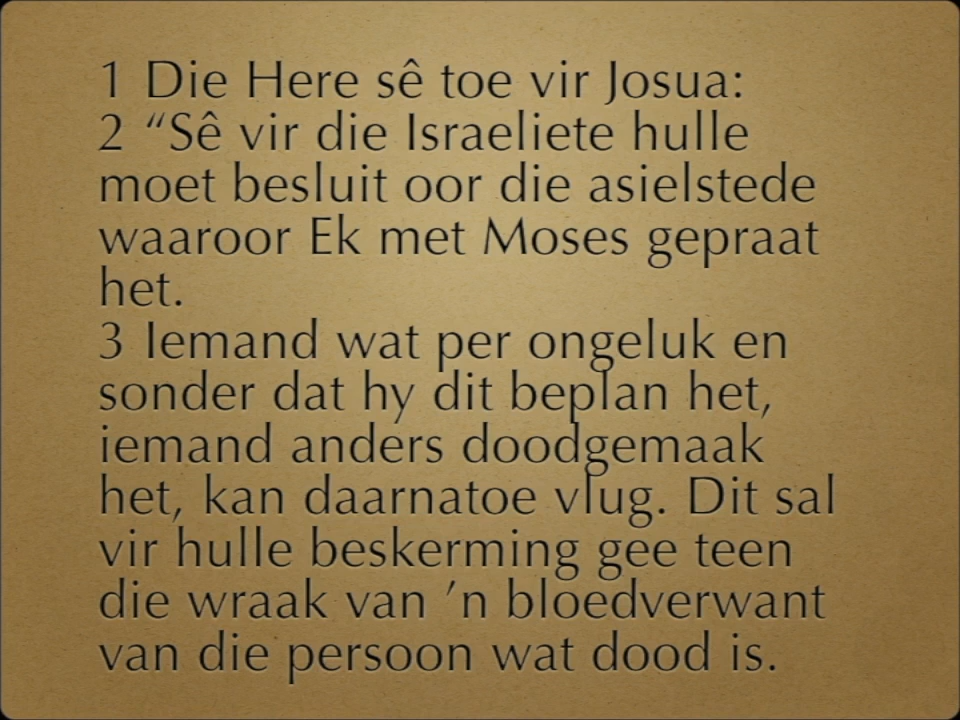 1 Die Here sê toe vir Josua:
2 “Sê vir die Israeliete hulle
moet besluit oor die asielstede
waaroor Ek met Moses gepraat
het.
3 Iemand wat per ongeluk en
sonder dat hy dit beplan het,
iemand anders doodgemaak
het, kan daarnatoe vlug. Dit sal
vir hulle beskerming gee teen
die wraak van ’n bloedverwant
van die persoon wat dood is.